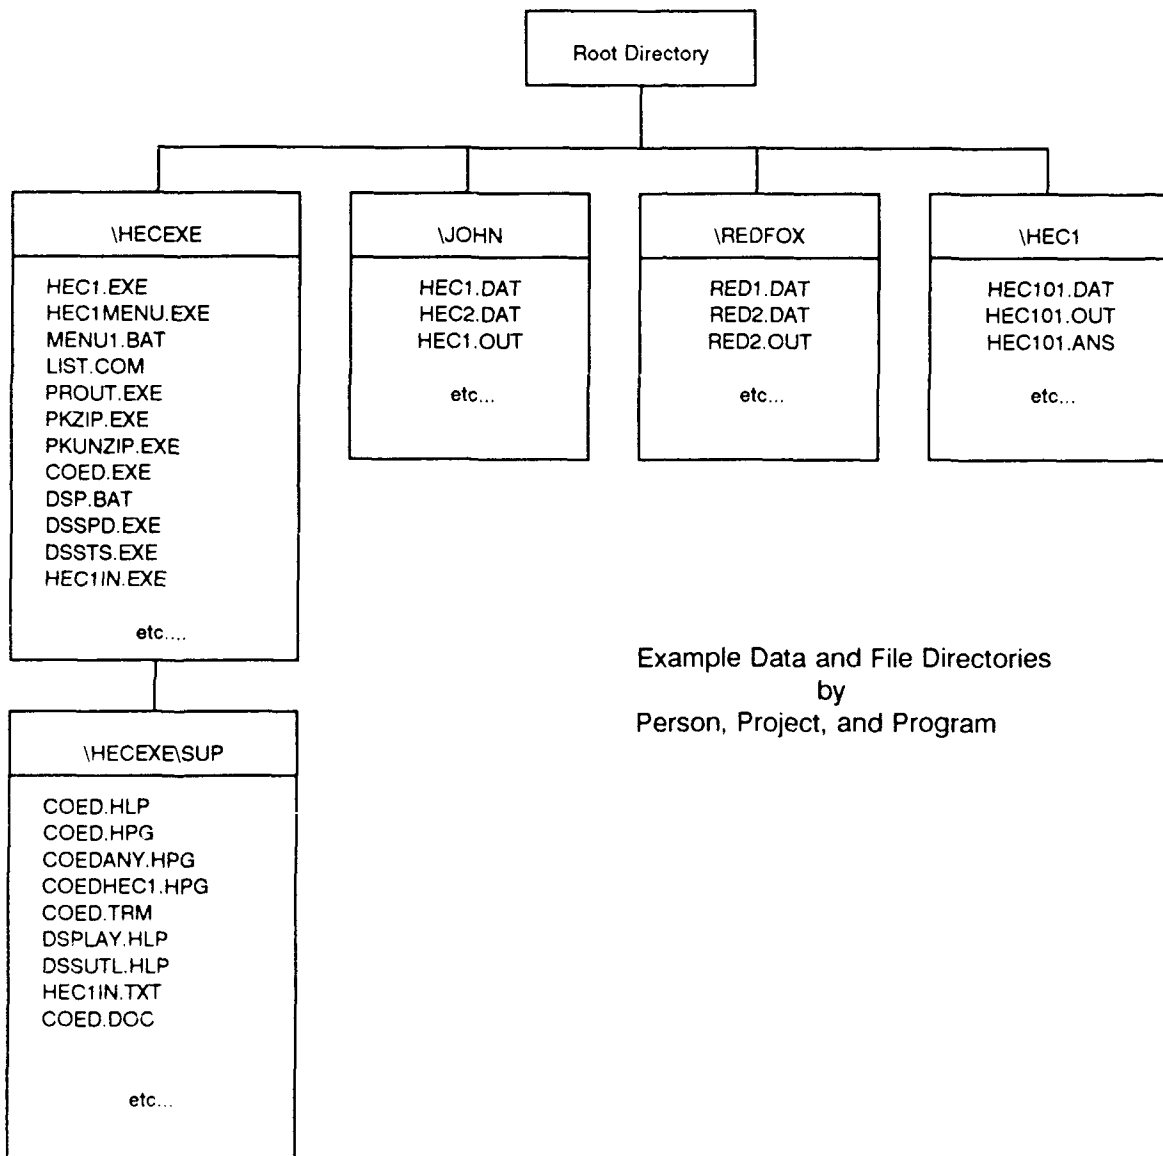 Root Directory
\HECEXE
HEC1.EXE
HEC1MENU.EXE
MENU1.BAT
LIST.COM
PROUT.EXE
PKZIP.EXE
PKUNZIP.EXE
COED.EXE
DSP.BAT
DSSPD.EXE
DSSTS.EXE
HEC1IN.EXE
etc....
\JOHN
HEC1.DAT
HEC2.DAT
HEC1.OUT
etc...
\REDFOX
RED1.DAT
RED2.DAT
RED2.OUT
etc...
\HEC1
HEC101.DAT
HEC101.OUT
HEC101.ANS
etc...
\HECEXE\SUP
COED.HLP
COED.HPG
COEDANY.HPG
COEDHEC1.HPG
COED.TRM
DSPLAY.HLP
DSSUTL.HLP
HEC1IN.TXT
COED.DOC
etc...
Example Data and File Directories
by
Person, Project, and Program